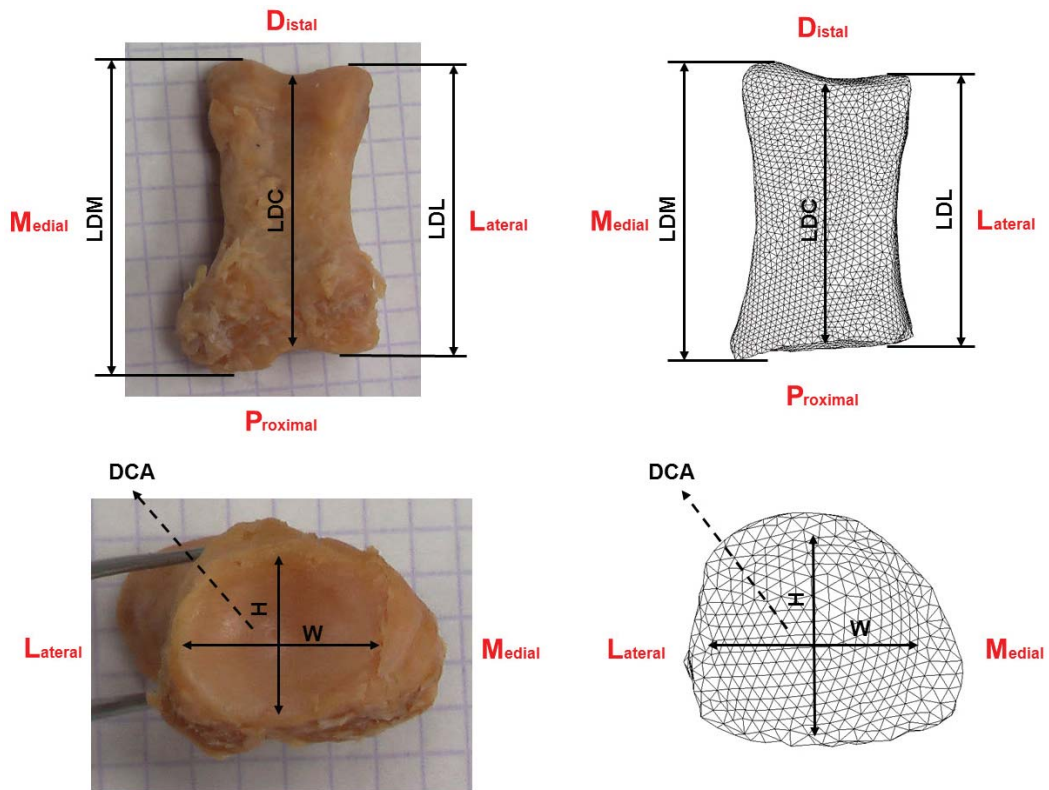 Distal
Medial
LDM
LDC
LDL
Lateral
Proximal
Distal
Medial
LDM
LDC
LDL
Lateral
Proximal
DCA
H
W
Lateral
Medial
DCA
H
W
Lateral
Medial